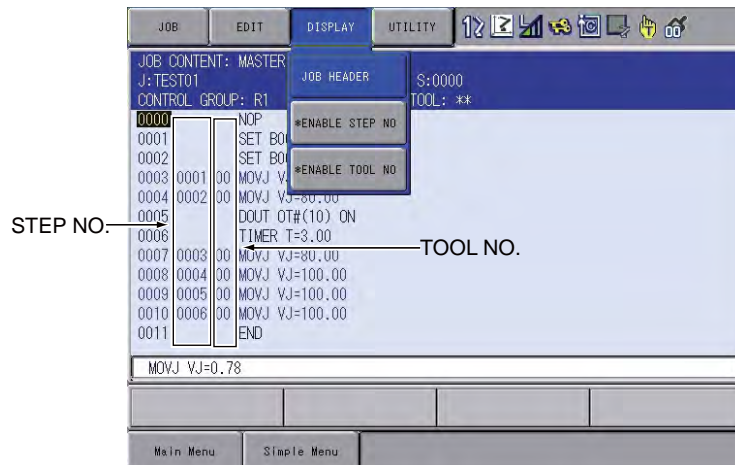 JOB EDIT DISPLAY UTILITY
JOB CONTENT: MASTER
J:TEST01 S:0000
CONTROL GROUP: R1 TOOL: **
JOB HEADER
*ENABLE STEP NO
*ENABLE TOOL NO
0000 NOP
0001 SET
0002 SET
0003 0001 00 MOVJ
0004 0002 00 MOVJ VJ=80.00
0005 DOUT OT#(10) ON
0006 TIMER T=3.00
0007 0003 00 MOVJ VJ=80.00
0008 0004 00 MOVJ VJ=100.00
0009 0005 00 MOVJ VJ=100.00
0010 0006 00 MOVJ VJ=100.00
0011 END
STEP NO.
TOOL NO.
MOVJ VJ=0.78
Main Menu Simple Menu